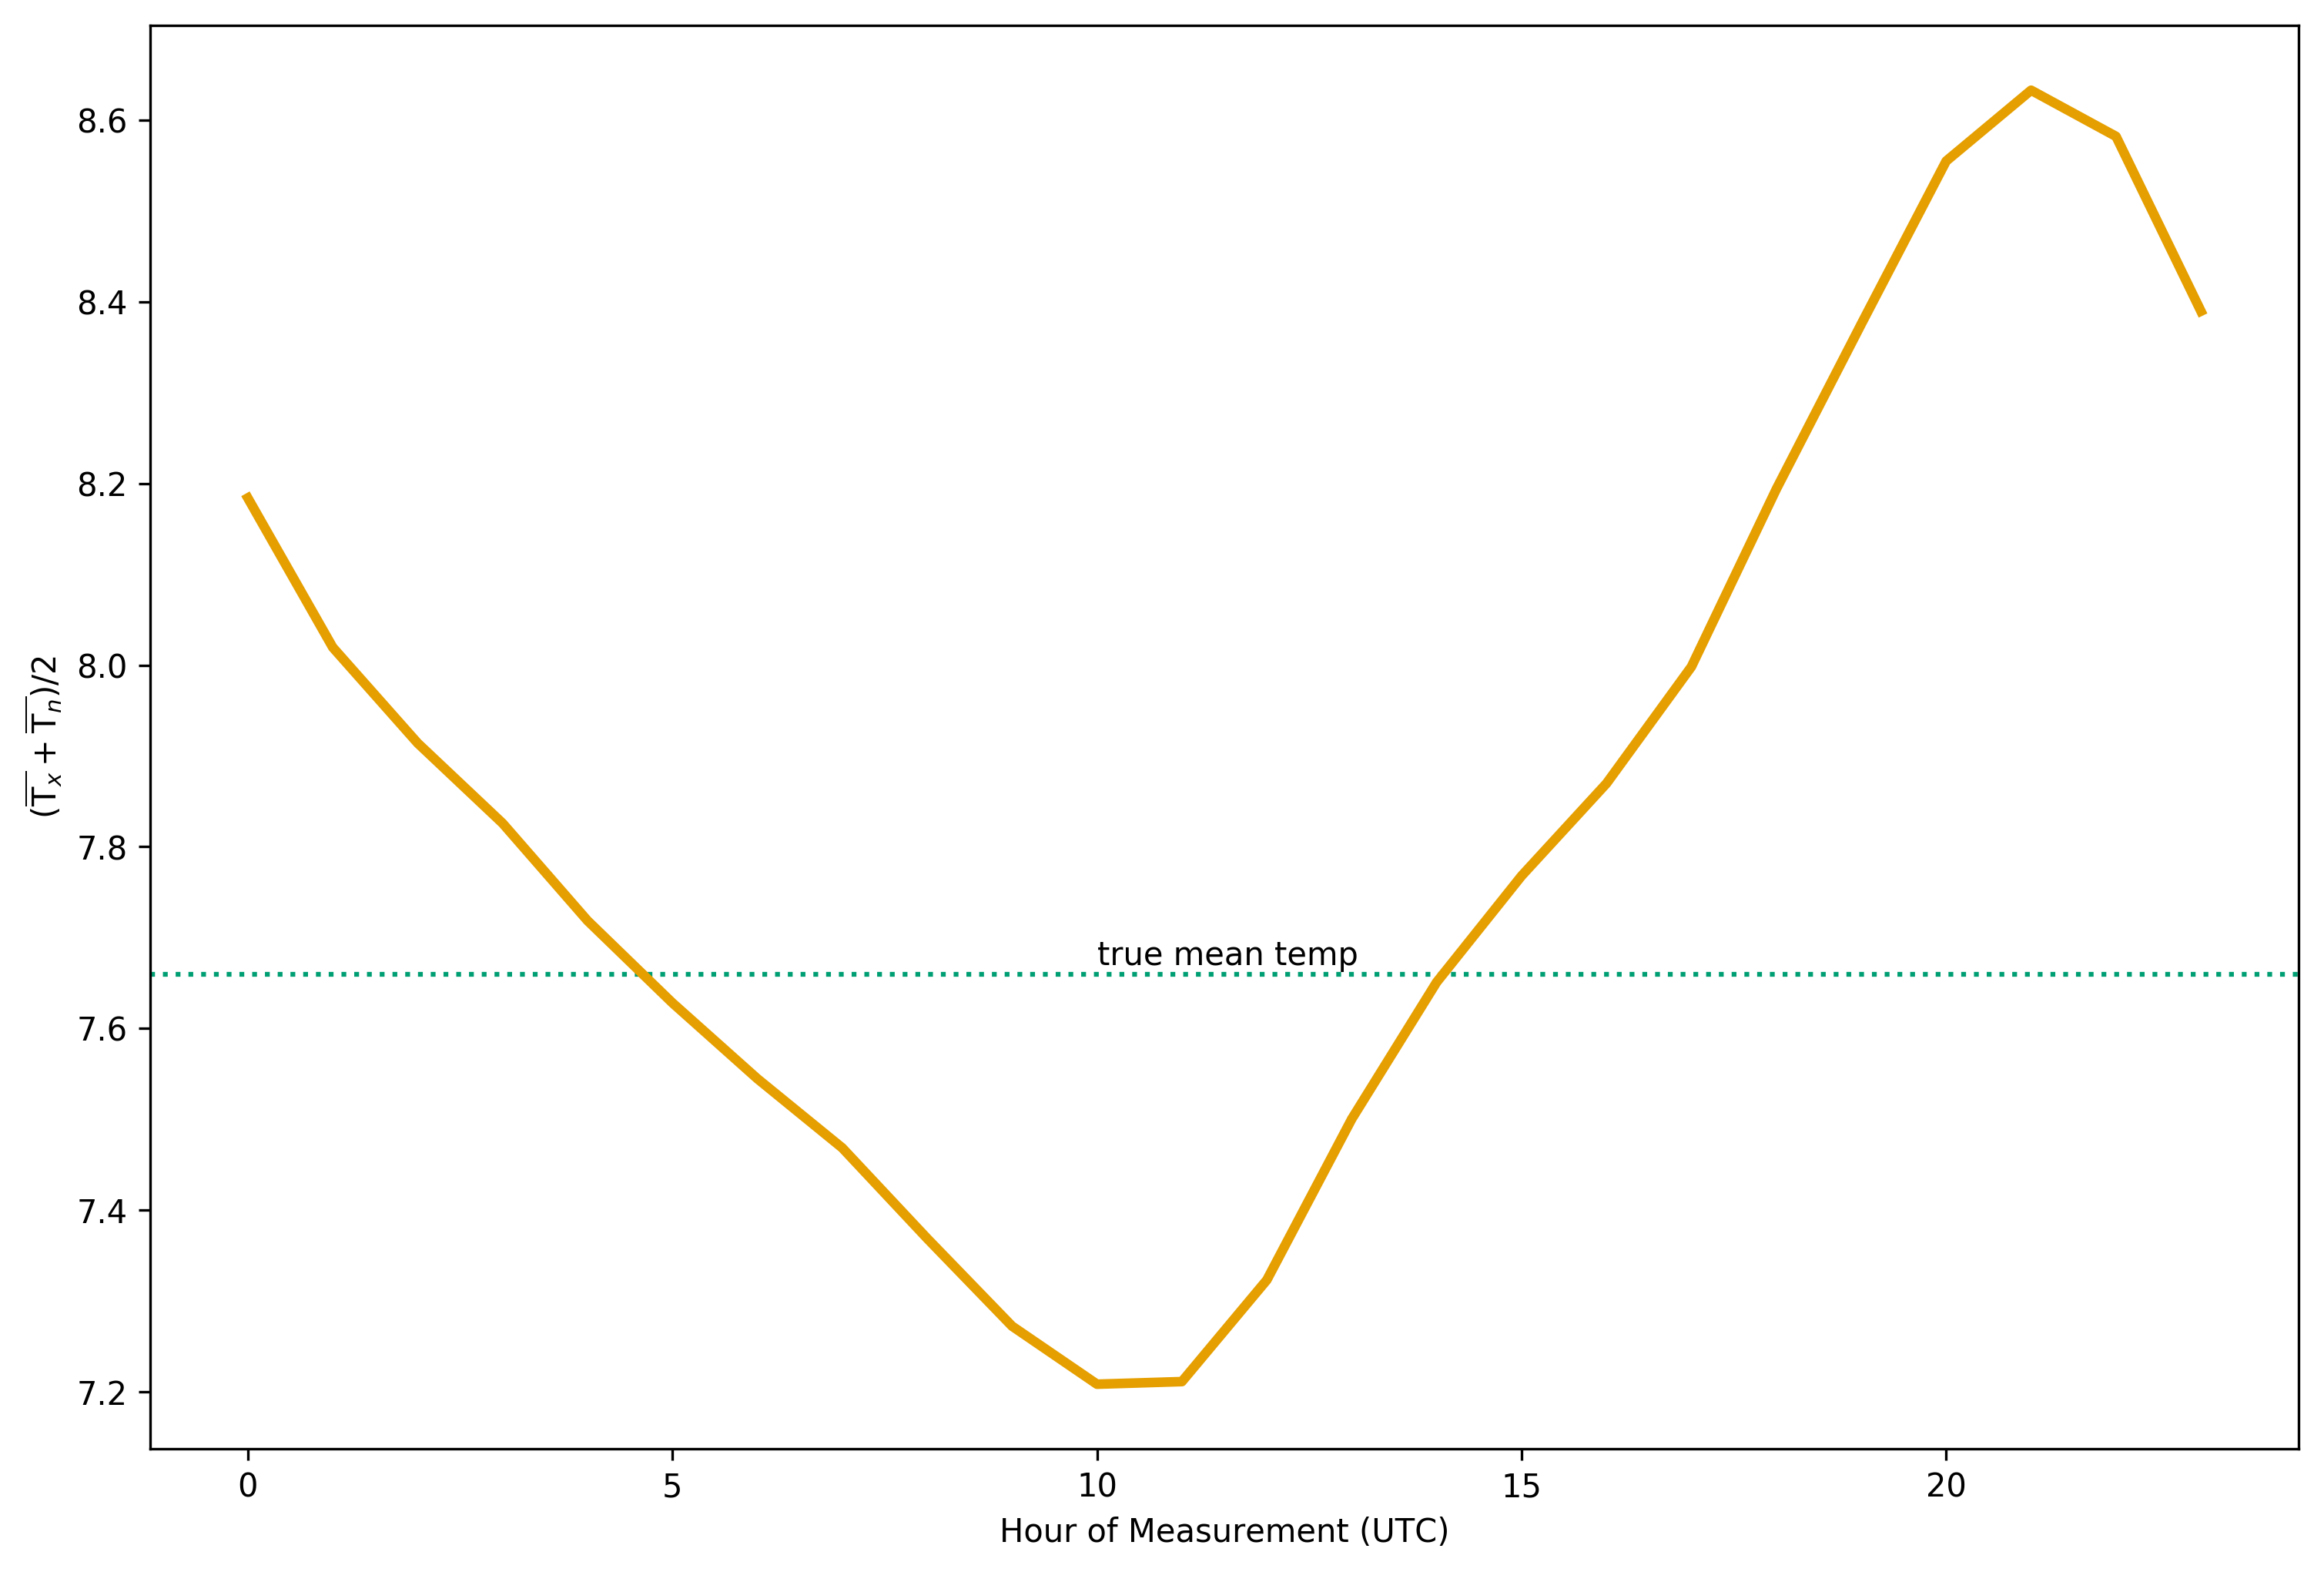 8.6
8.4
8.2
8.0
7.8
7.6
7.4
7.2
(T̅ₓ + T̅ₙ)/2
true mean temp
0 5 10 15 20
Hour of Measurement (UTC)